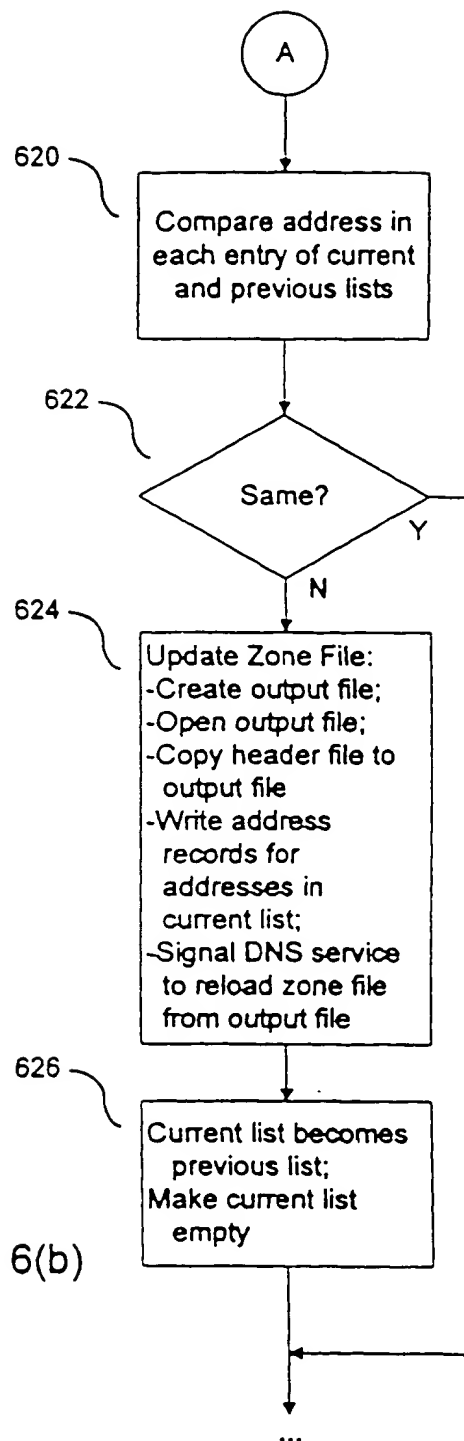 A
620
Compare address in
each entry of current
and previous lists
622
Same?
Y
N
624
Update Zone File:
-Create output file;
-Open output file;
-Copy header file to
output file
-Write address
records for
addresses in
current list;
-Signal DNS service
to reload zone file
from output file
626
Current list becomes
previous list;
Make current list
empty
6(b)
...